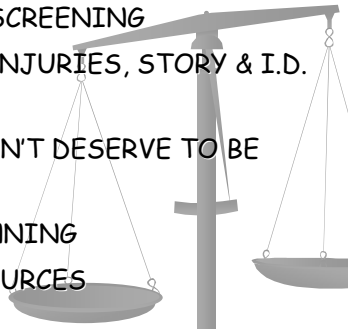 SCREENING
NJURIES, STORY & I.D.
N'T DESERVE TO BE
NING
URCES